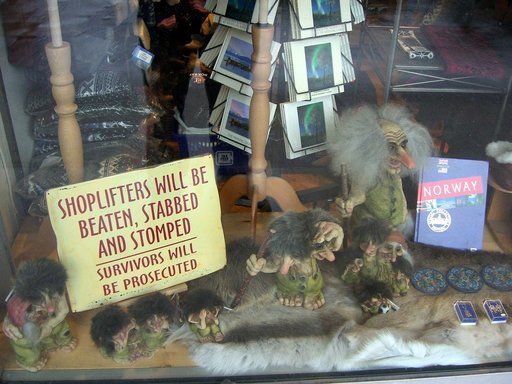 SHOPLIFTERS WILL BE
BEATEN, STABBED
AND STOMPED
SURVIVORS WILL
BE PROSECUTED
NORWAY